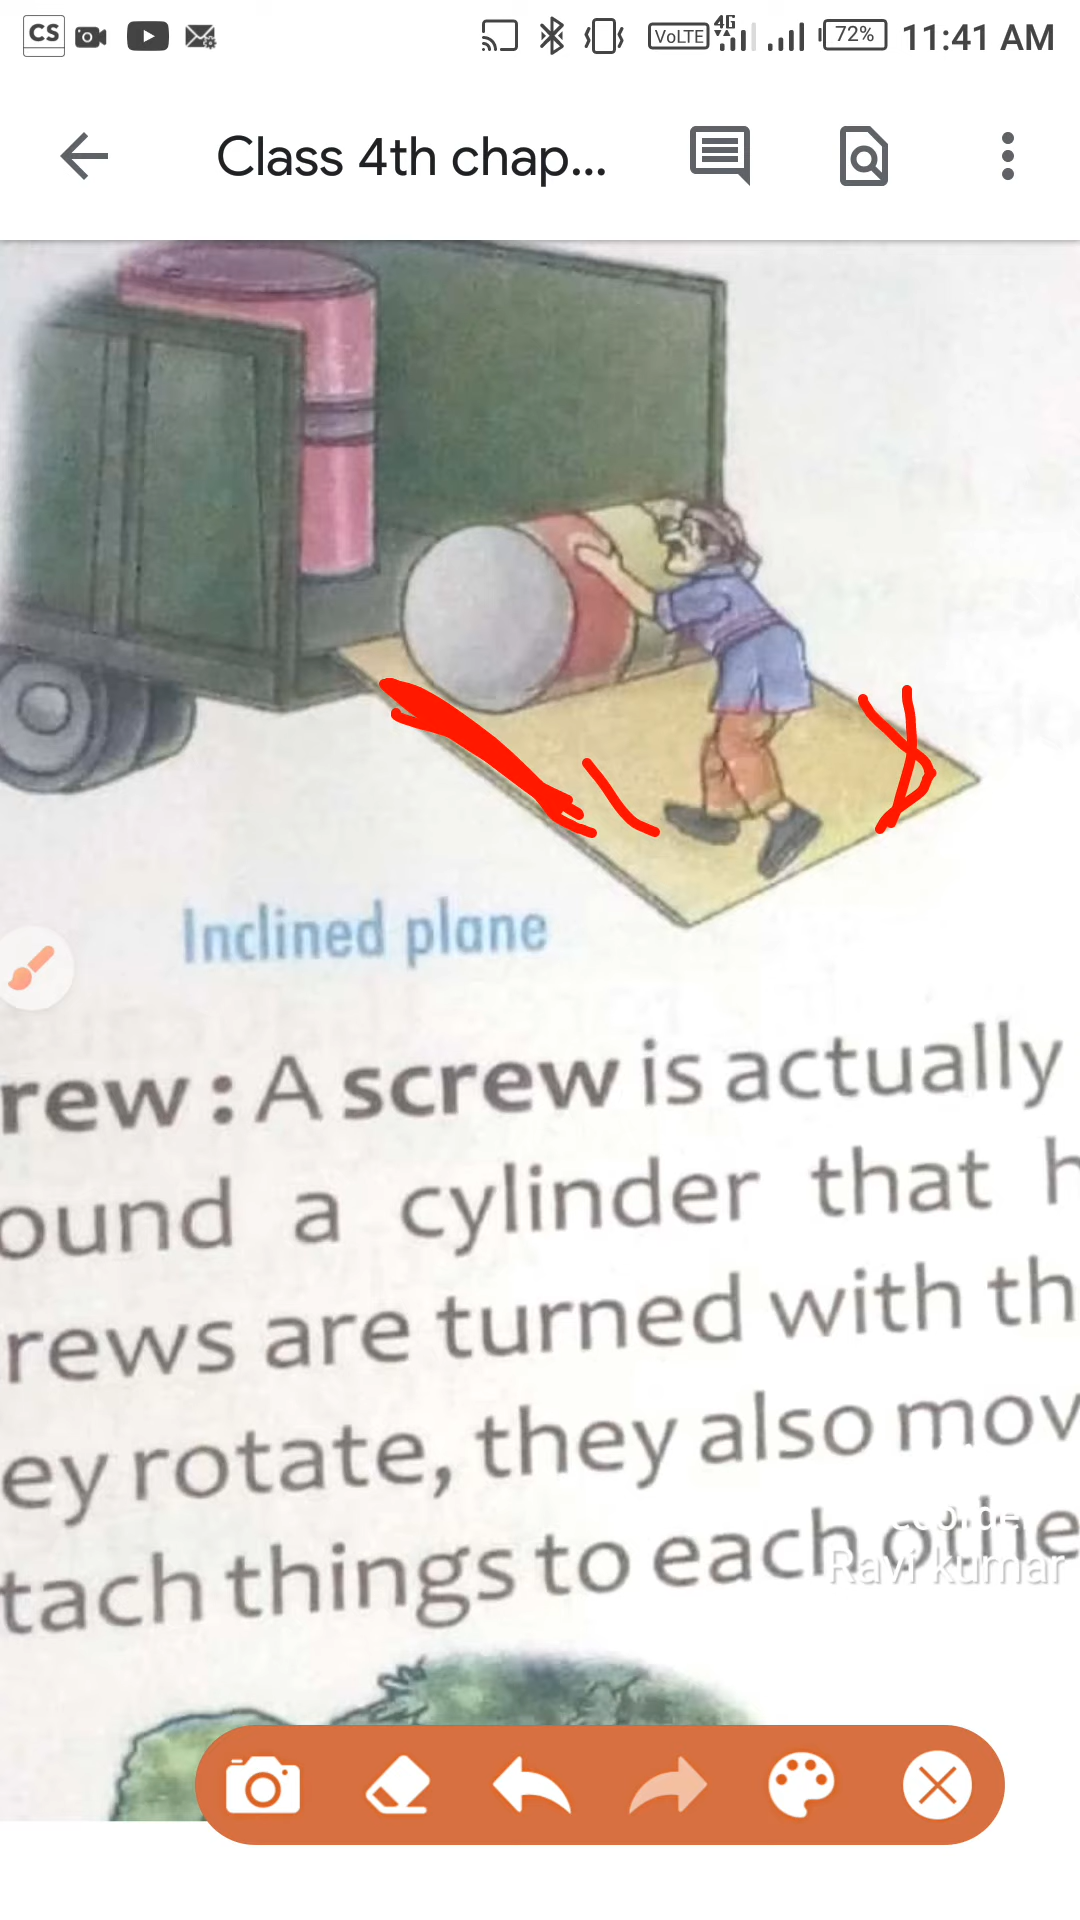 CS
VoLTE 4G 72% 11:41 AM
Class 4th chap...
Inclined plane
rew : A screw is actually
ound a cylinder that h
rews are turned with th
ey rotate, they also mov
tach things to each othe
Ravi kumar